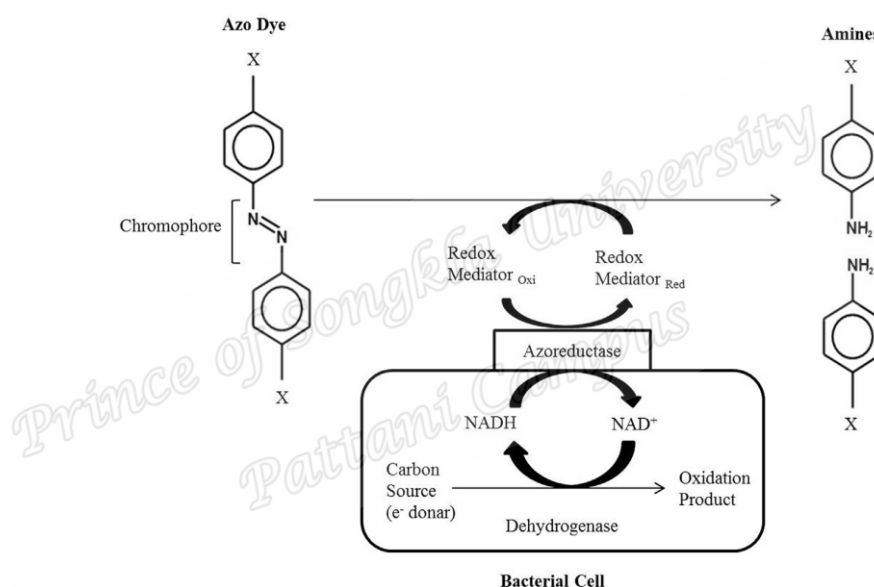 Azo Dye
Amines
X
X
Chromophore
N
N
NH2
NH2
Redox
Mediator Oxi
Redox
Mediator Red
X
X
Azoreductase
NADH
NAD+
Carbon
Source
(e- donar)
Oxidation
Product
Dehydrogenase
Bacterial Cell
Prince of Songkla University
Pattani Campus